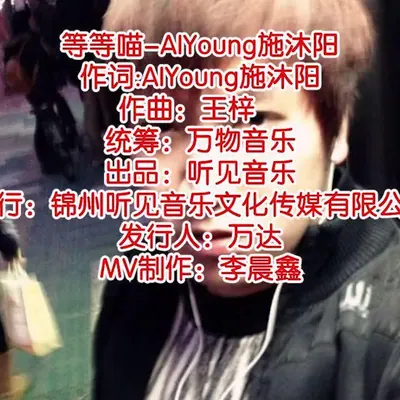 等等喵-AIYoung施沐阳
作词:AIYoung施沐阳
作曲：王梓
统筹：万物音乐
出品：听见音乐
行：锦州听见音乐文化传媒有限公
发行人：万达
MV制作：李晨鑫